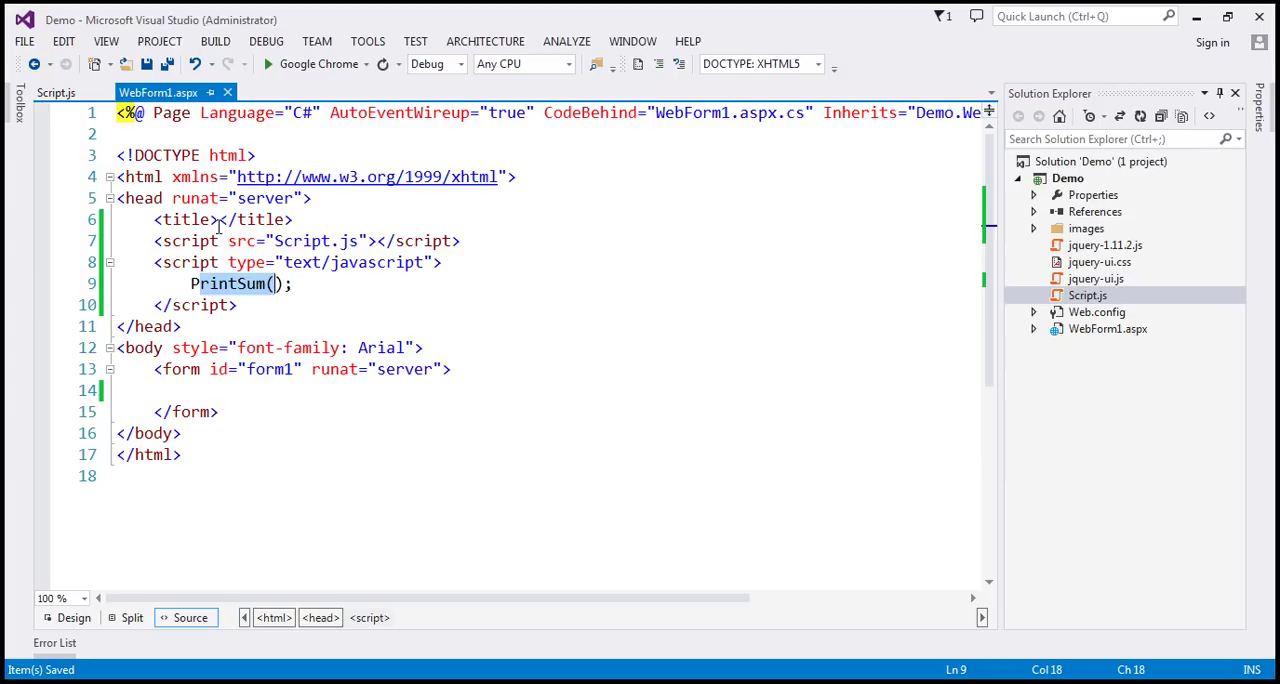 Demo - Microsoft Visual Studio (Administrator)
1
Quick Launch (Ctrl+Q)
FILE EDIT VIEW PROJECT BUILD DEBUG TEAM TOOLS TEST ARCHITECTURE ANALYZE WINDOW HELP
Sign in
Google Chrome Debug Any CPU DOCTYPE: XHTML5
Toolbox
Script.js WebForm1.aspx
1 <%@ Page Language="C#" AutoEventWireup="true" CodeBehind="WebForm1.aspx.cs" Inherits="Demo.We
2
3 <!DOCTYPE html>
4 <html xmlns="http://www.w3.org/1999/xhtml">
5 <head runat="server">
6 <title></title>
7 <script src="Script.js"></script>
8 <script type="text/javascript">
9 PrintSum();
10 </script>
11 </head>
12 <body style="font-family: Arial">
13 <form id="form1" runat="server">
14
15 </form>
16 </body>
17 </html>
18
100 %
Design Split Source <html> <head> <script>
Error List
Solution Explorer
Search Solution Explorer (Ctrl+;)
Solution 'Demo' (1 project)
Demo
Properties
References
images
jquery-1.11.2.js
jquery-ui.css
jquery-ui.js
Script.js
Web.config
WebForm1.aspx
Properties
Item(s) Saved Ln 9 Col 18 Ch 18 INS